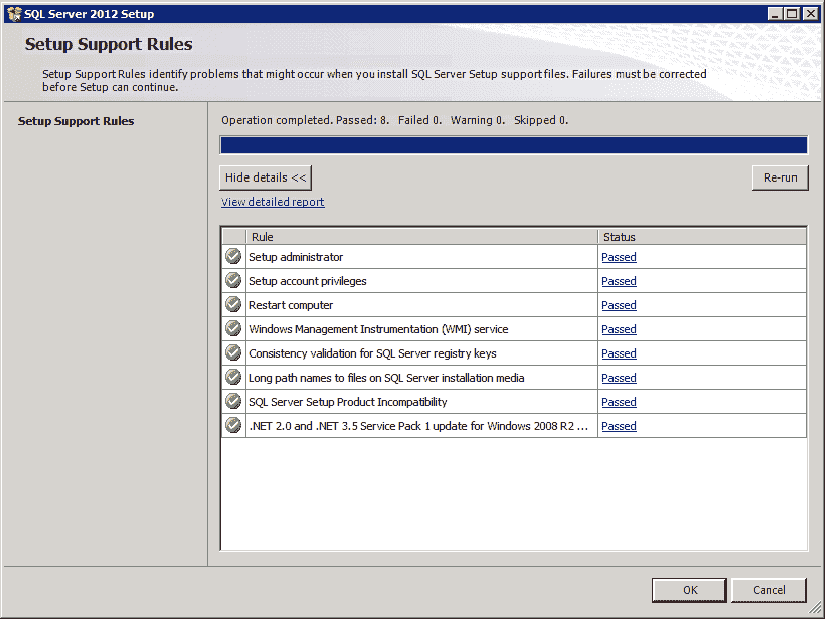 SQL Server 2012 Setup
Setup Support Rules
Setup Support Rules identify problems that might occur when you install SQL Server Setup support files. Failures must be corrected
before Setup can continue.
Setup Support Rules
Operation completed. Passed: 8. Failed 0. Warning 0. Skipped 0.
Hide details <<
Re-run
View detailed report
Rule Status
Setup administrator Passed
Setup account privileges Passed
Restart computer Passed
Windows Management Instrumentation (WMI) service Passed
Consistency validation for SQL Server registry keys Passed
Long path names to files on SQL Server installation media Passed
SQL Server Setup Product Incompatibility Passed
.NET 2.0 and .NET 3.5 Service Pack 1 update for Windows 2008 R2 ... Passed
OK Cancel